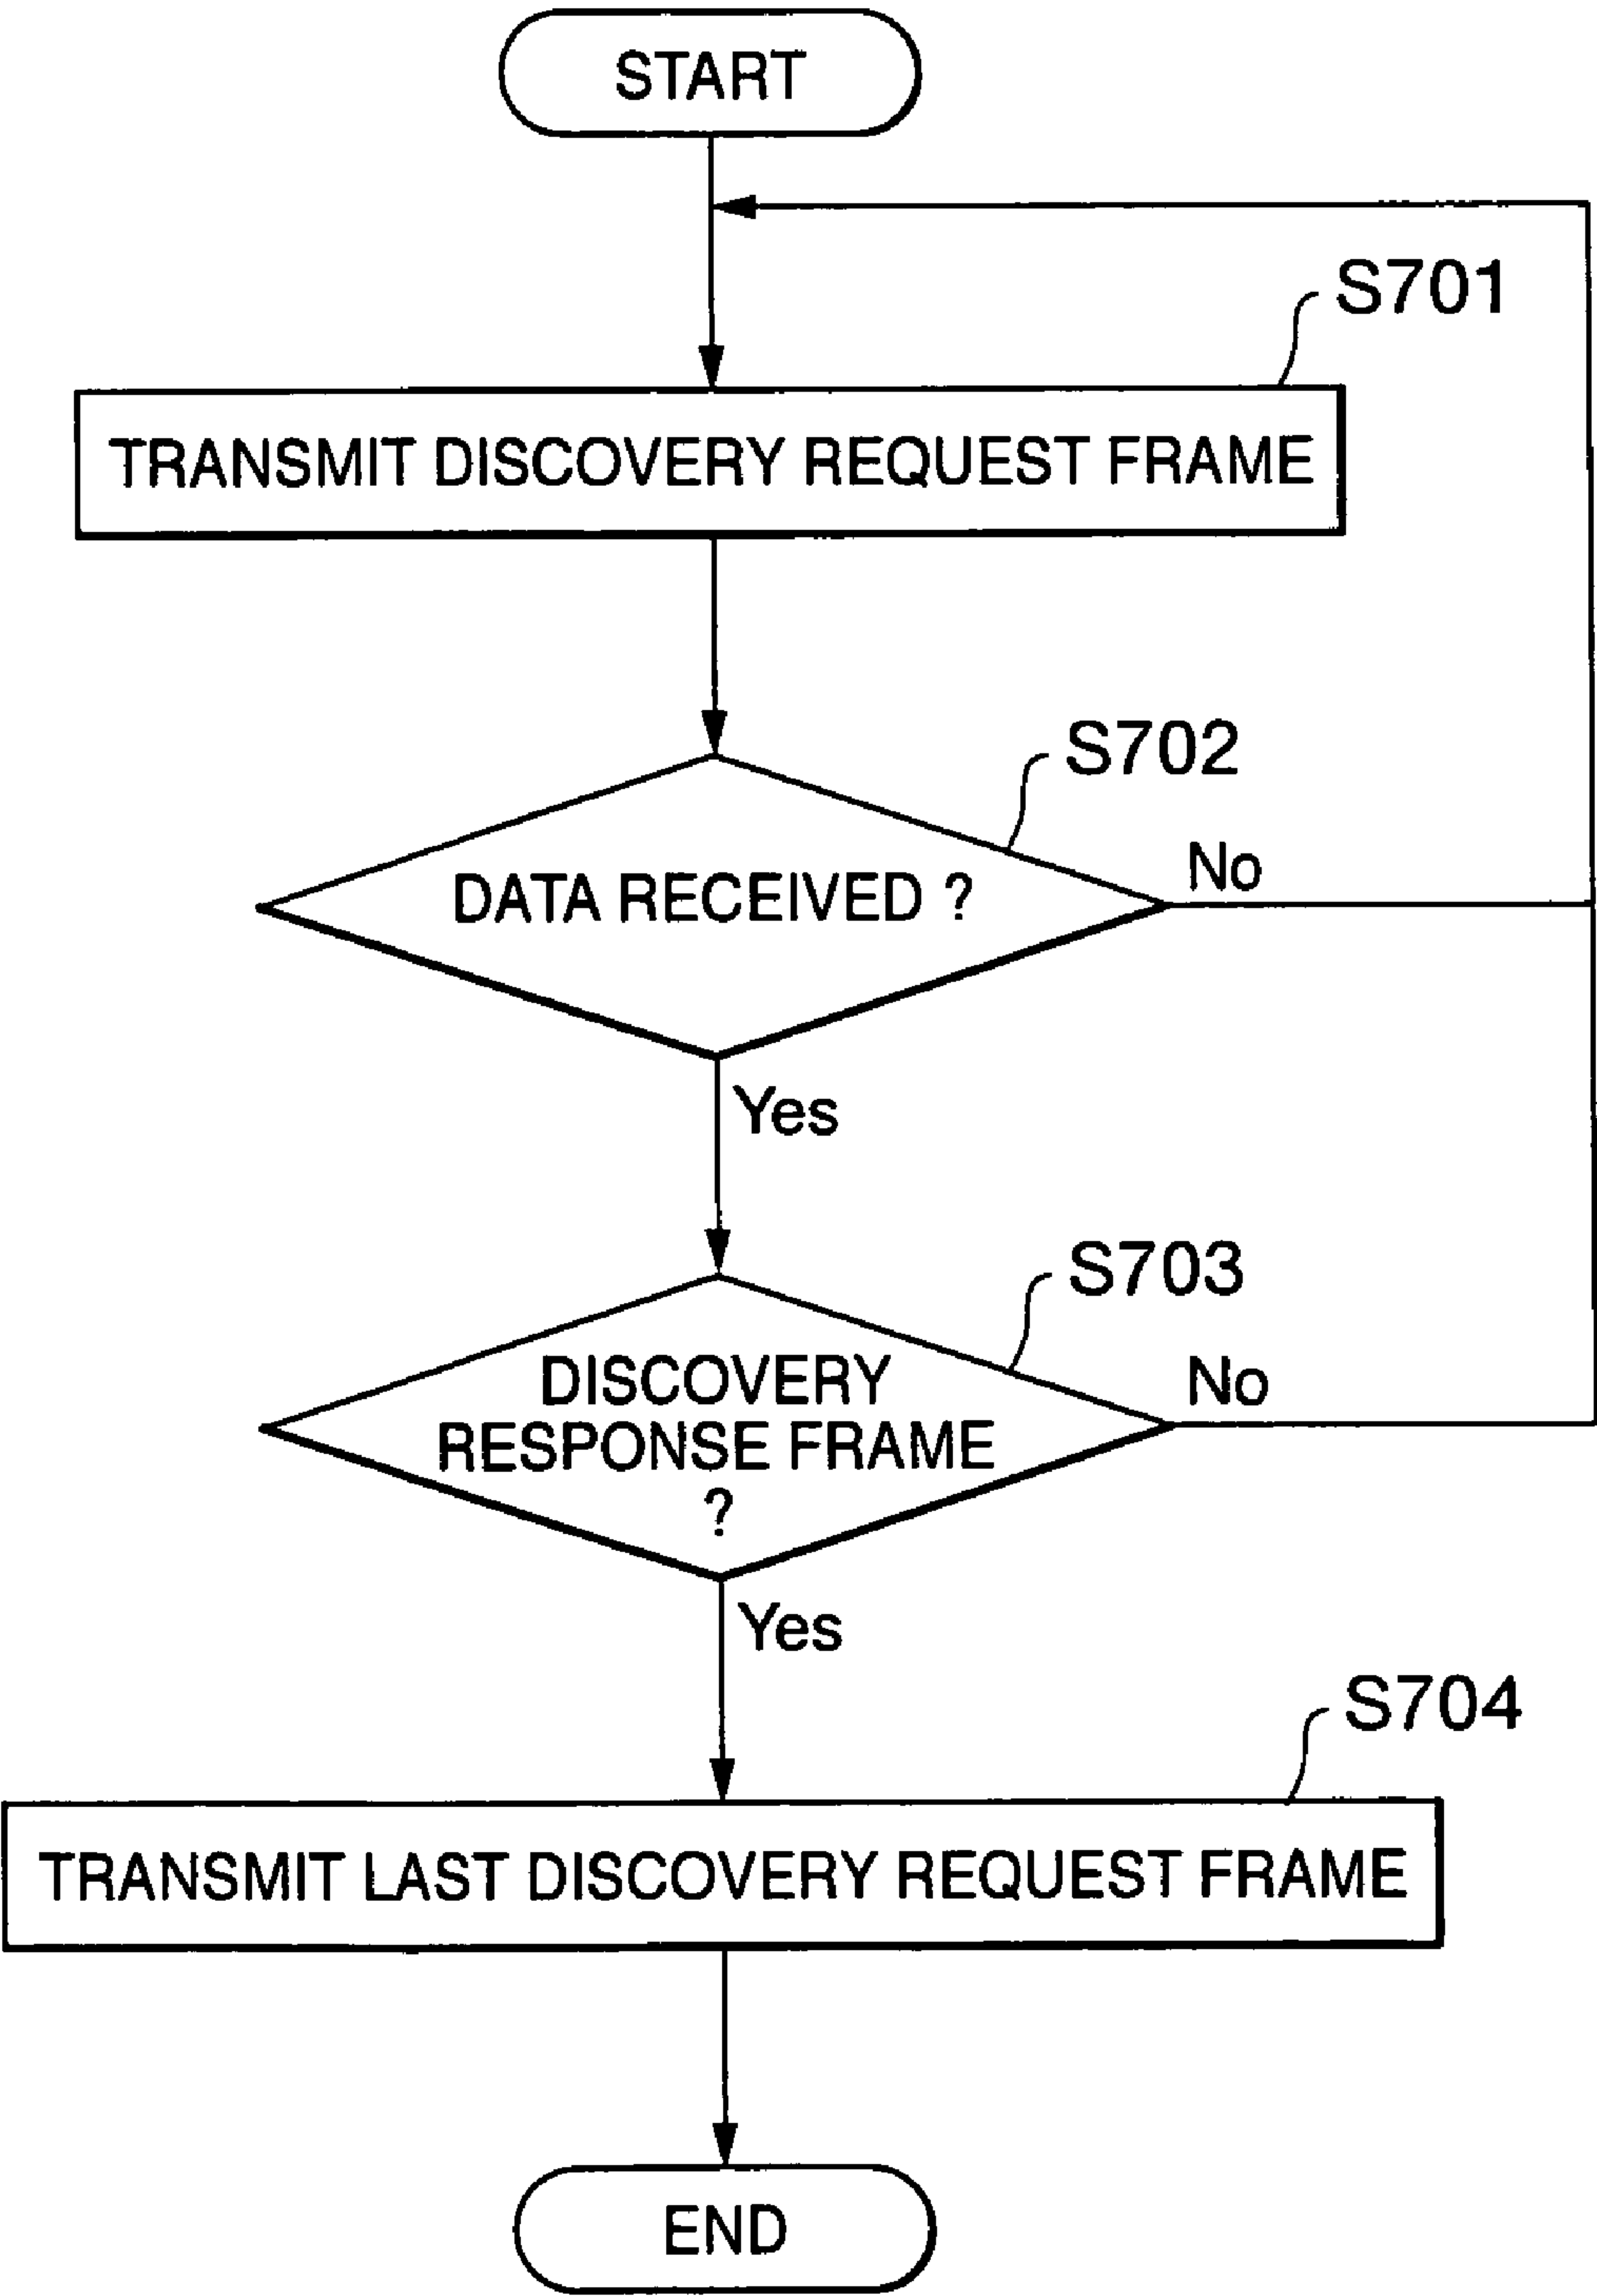 START
S701
TRANSMIT DISCOVERY REQUEST FRAME
S702
DATA RECEIVED ?
No
Yes
S703
DISCOVERY
RESPONSE FRAME
?
No
Yes
S704
TRANSMIT LAST DISCOVERY REQUEST FRAME
END